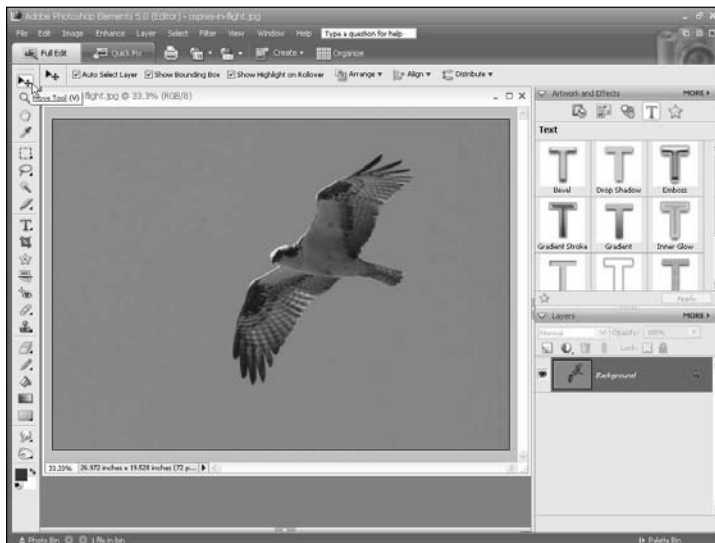 Adobe Photoshop Elements 5.0 (Editor) - osprey-in-flight.jpg
File Edit Image Enhance Layer Select Filter View Window Help Type a question for help
Full Edit Quick Fix Create Organize
Auto Select Layer Show Bounding Box Show Highlight on Rollover Arrange Align Distribute
Move Tool (V) flight.jpg @ 33.3% (RGB/8)
Artwork and Effects MORE
Text
Bevel Drop Shadow Emboss
Gradient Stroke Gradient Inner Glow
Apply
Layers MORE
Normal Opacity: 100%
Lock:
Background
33.33% 26.972 inches x 19.528 inches (72 p...
Photo Bin 1 file in bin Palette Bin